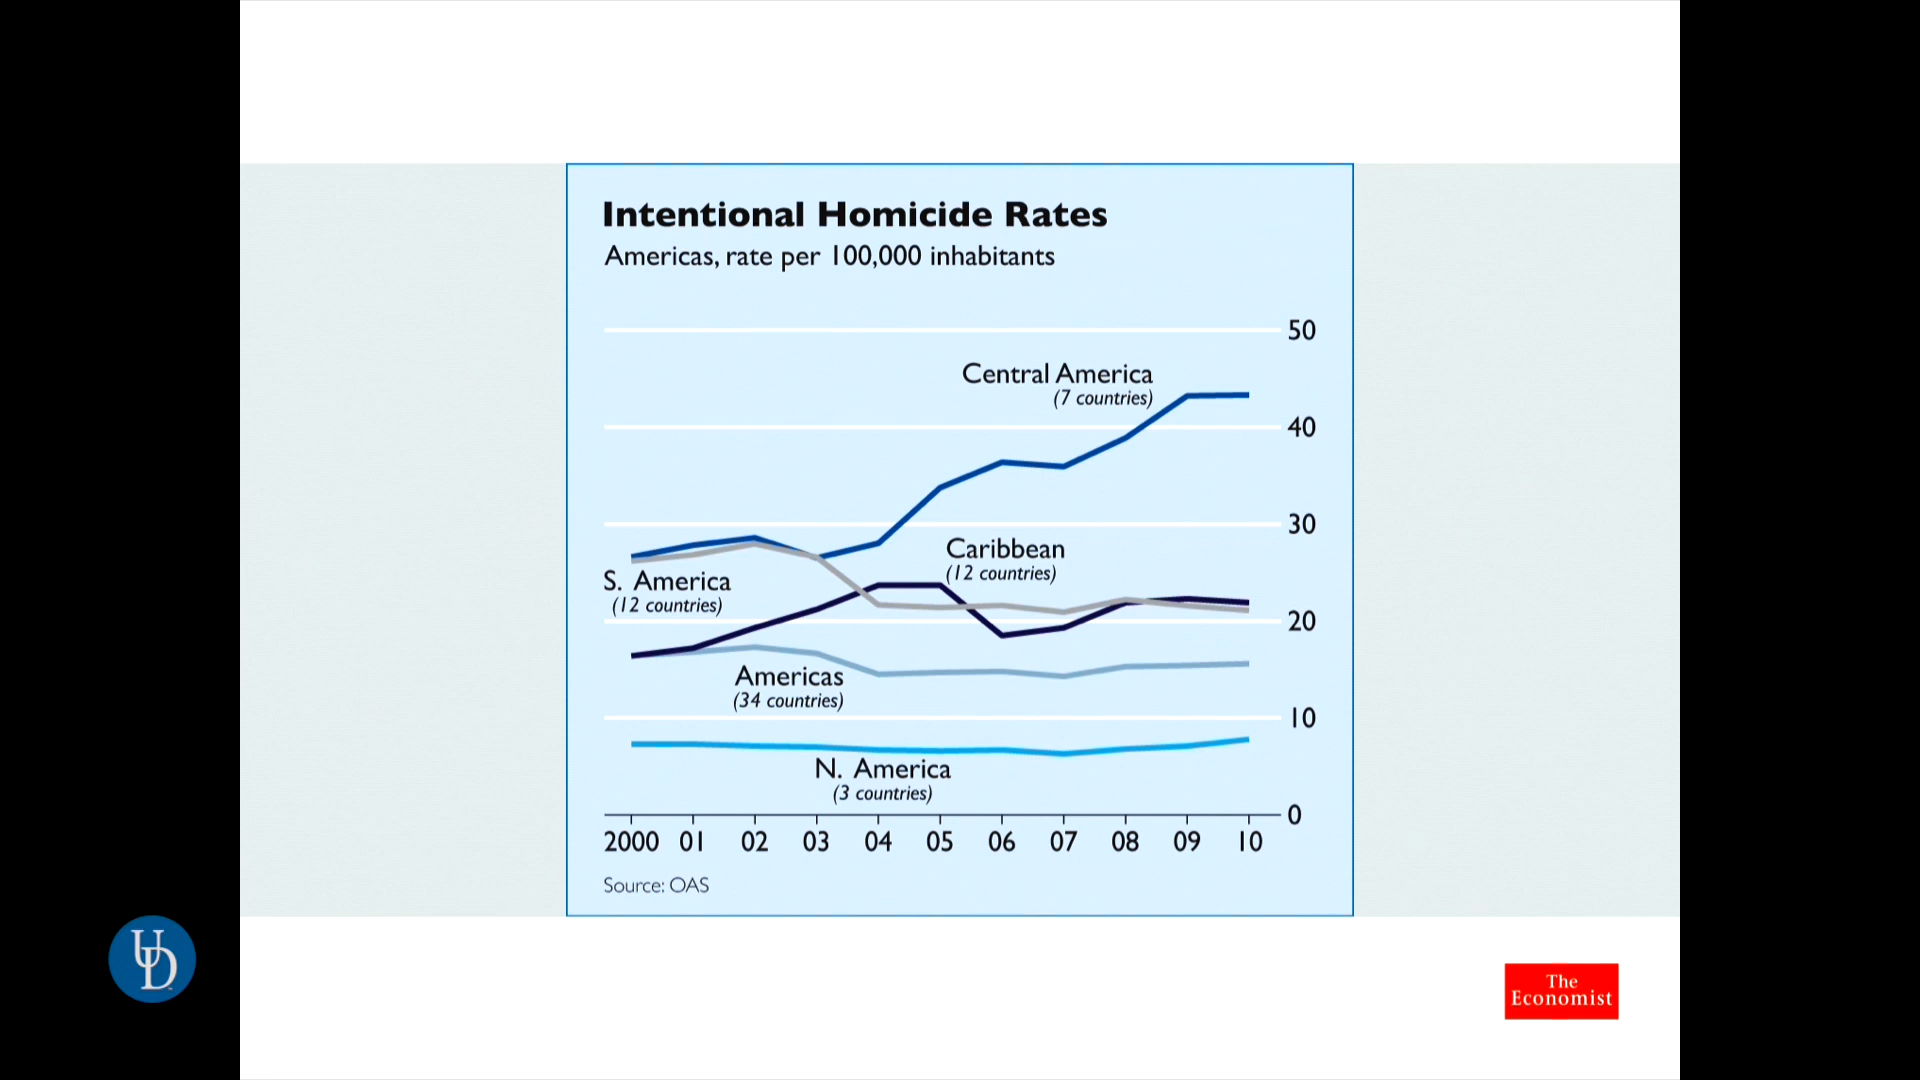 Intentional Homicide Rates
Americas, rate per 100,000 inhabitants
50
Central America
(7 countries)
40
30
Caribbean
(12 countries)
S. America
(12 countries)
20
Americas
(34 countries)
10
N. America
(3 countries)
0
2000 01 02 03 04 05 06 07 08 09 10
Source: OAS
UD
The
Economist